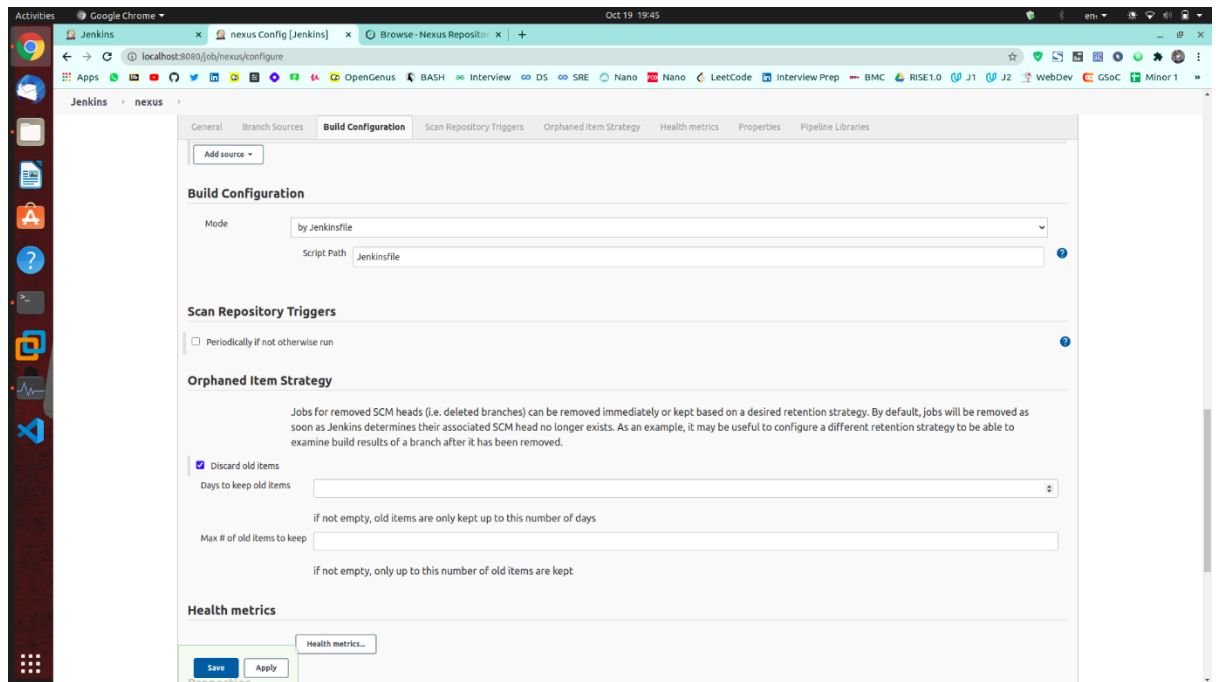 Activities Google Chrome Oct 19 19:45 en
Jenkins nexus Config [Jenkins] Browse - Nexus Repositor
localhost:8080/job/nexus/configure
Apps OpenGenus BASH Interview DS SRE Nano Nano LeetCode Interview Prep BMC RISE1.0 J1 J2 WebDev GSoC Minor 1 »
Jenkins nexus
General Branch Sources Build Configuration Scan Repository Triggers Orphaned Item Strategy Health metrics Properties Pipeline Libraries
Add source
Build Configuration
Mode by Jenkinsfile
Script Path Jenkinsfile
Scan Repository Triggers
Periodically if not otherwise run
Orphaned Item Strategy
Jobs for removed SCM heads (i.e. deleted branches) can be removed immediately or kept based on a desired retention strategy. By default, jobs will be removed as
soon as Jenkins determines their associated SCM head no longer exists. As an example, it may be useful to configure a different retention strategy to be able to
examine build results of a branch after it has been removed.
Discard old items
Days to keep old items
if not empty, old items are only kept up to this number of days
Max # of old items to keep
if not empty, only up to this number of old items are kept
Health metrics
Health metrics...
Save Apply